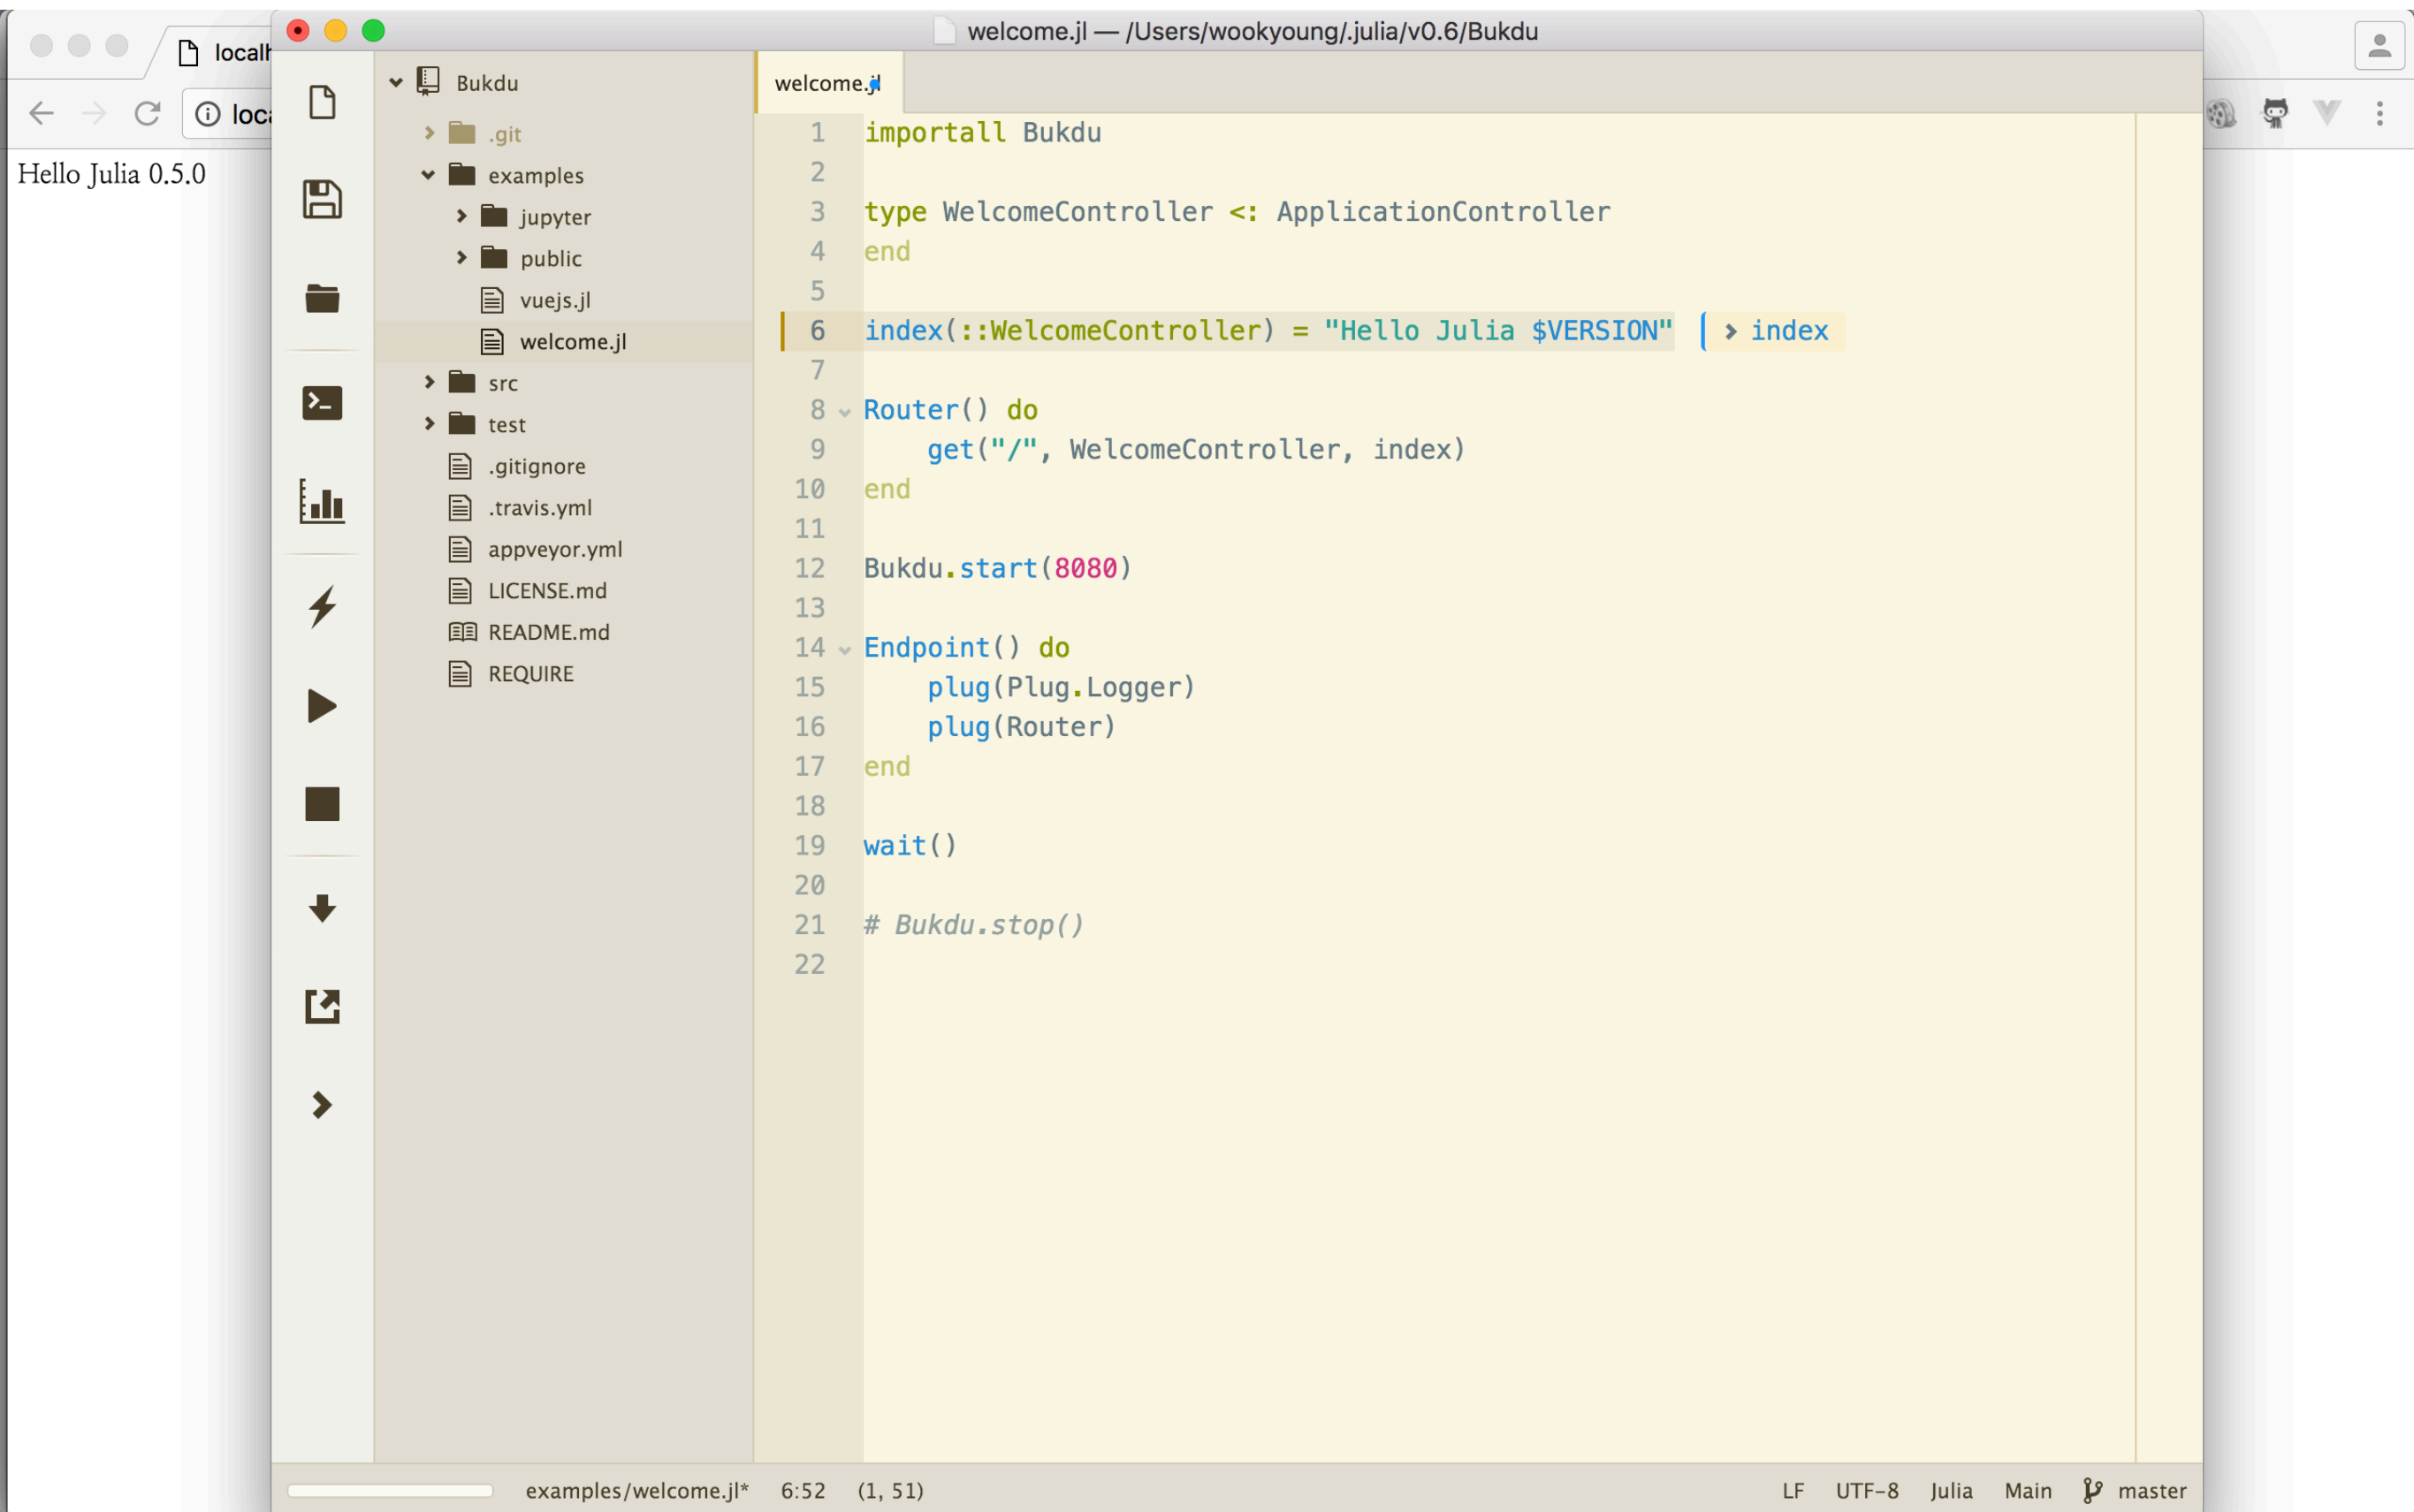 welcome.jl — /Users/wookyoung/.julia/v0.6/Bukdu
Hello Julia 0.5.0
Bukdu
.git
examples
jupyter
public
vuejs.jl
welcome.jl
src
test
.gitignore
.travis.yml
appveyor.yml
LICENSE.md
README.md
REQUIRE
welcome.jl
1 importall Bukdu
2
3 type WelcomeController <: ApplicationController
4 end
5
6 index(::WelcomeController) = "Hello Julia $VERSION" > index
7
8 Router() do
9     get("/", WelcomeController, index)
10 end
11
12 Bukdu.start(8080)
13
14 Endpoint() do
15     plug(Plug.Logger)
16     plug(Router)
17 end
18
19 wait()
20
21 # Bukdu.stop()
22
examples/welcome.jl* 6:52 (1, 51) LF UTF-8 Julia Main master